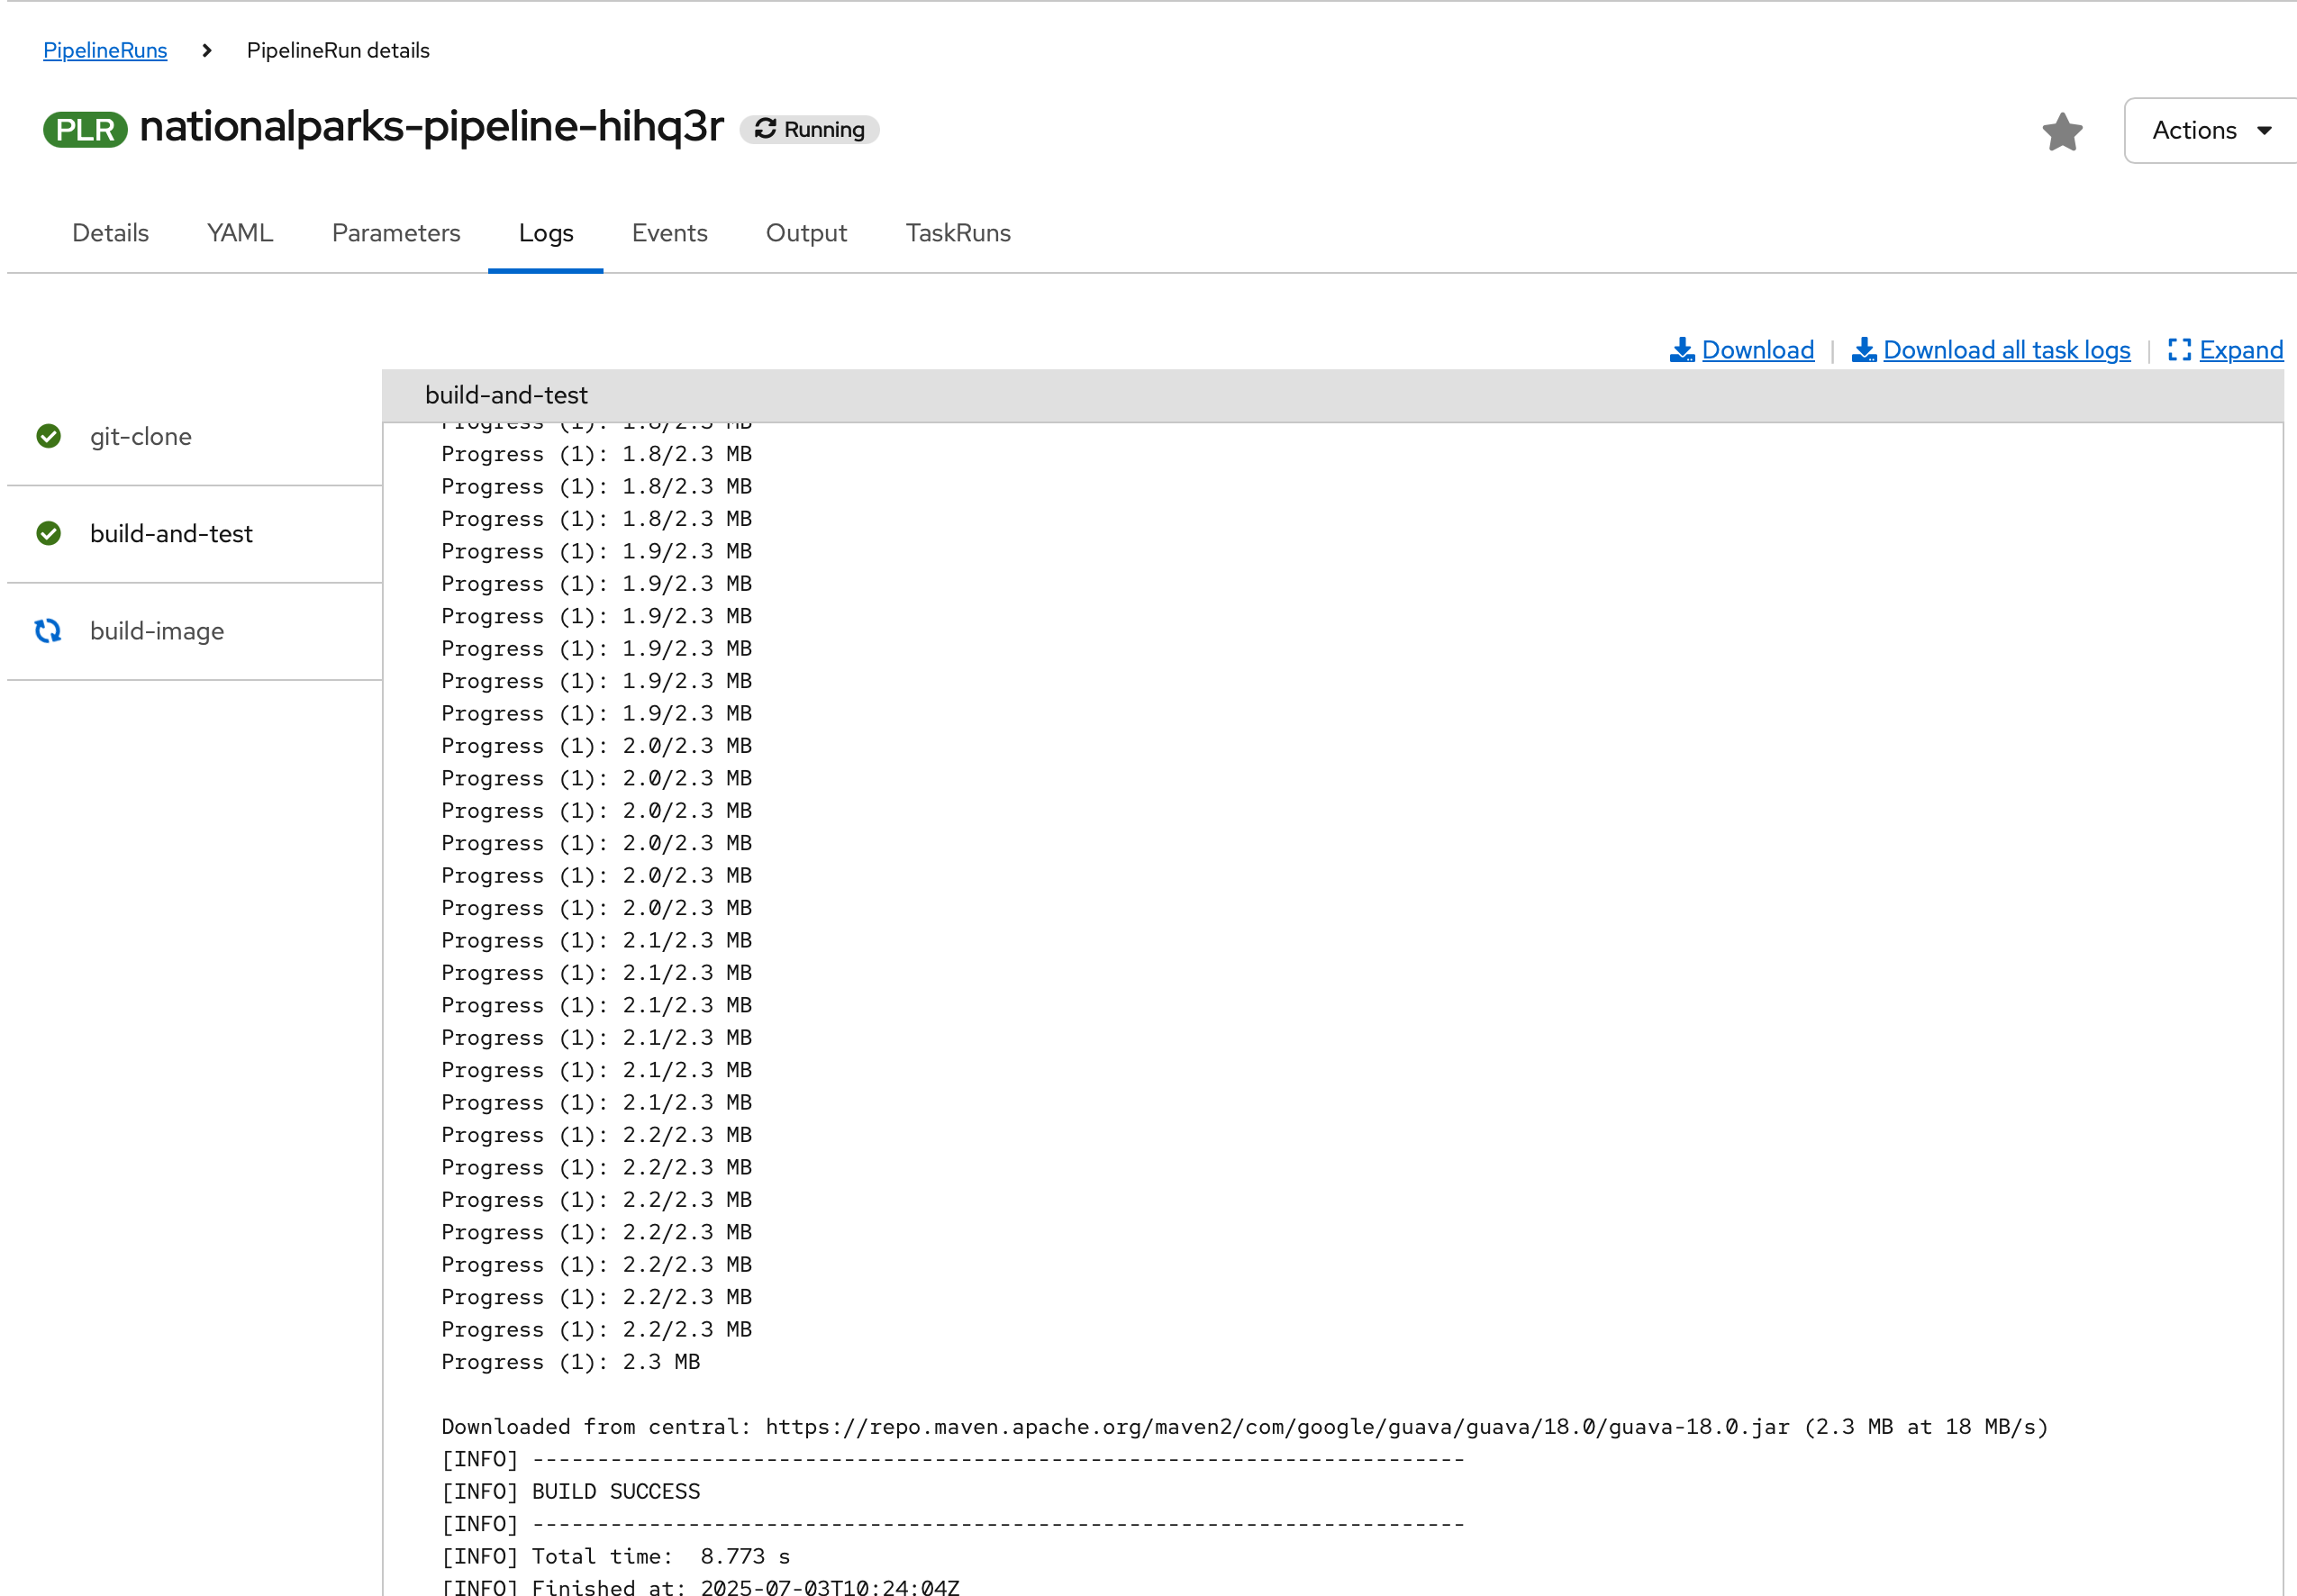 PipelineRuns > PipelineRun details
PLR nationalparks-pipeline-hihq3r Running
Actions
Details YAML Parameters Logs Events Output TaskRuns
Download | Download all task logs | Expand
git-clone
build-and-test
build-image
build-and-test
Progress (1): 1.8/2.3 MB
Progress (1): 1.8/2.3 MB
Progress (1): 1.8/2.3 MB
Progress (1): 1.8/2.3 MB
Progress (1): 1.9/2.3 MB
Progress (1): 1.9/2.3 MB
Progress (1): 1.9/2.3 MB
Progress (1): 1.9/2.3 MB
Progress (1): 1.9/2.3 MB
Progress (1): 1.9/2.3 MB
Progress (1): 2.0/2.3 MB
Progress (1): 2.0/2.3 MB
Progress (1): 2.0/2.3 MB
Progress (1): 2.0/2.3 MB
Progress (1): 2.0/2.3 MB
Progress (1): 2.0/2.3 MB
Progress (1): 2.1/2.3 MB
Progress (1): 2.1/2.3 MB
Progress (1): 2.1/2.3 MB
Progress (1): 2.1/2.3 MB
Progress (1): 2.1/2.3 MB
Progress (1): 2.1/2.3 MB
Progress (1): 2.2/2.3 MB
Progress (1): 2.2/2.3 MB
Progress (1): 2.2/2.3 MB
Progress (1): 2.2/2.3 MB
Progress (1): 2.2/2.3 MB
Progress (1): 2.2/2.3 MB
Progress (1): 2.2/2.3 MB
Progress (1): 2.3 MB
Downloaded from central: https://repo.maven.apache.org/maven2/com/google/guava/guava/18.0/guava-18.0.jar (2.3 MB at 18 MB/s)
[INFO] ------------------------------------------------------------------------
[INFO] BUILD SUCCESS
[INFO] ------------------------------------------------------------------------
[INFO] Total time:  8.773 s
[INFO] Finished at: 2025-07-03T10:24:04Z